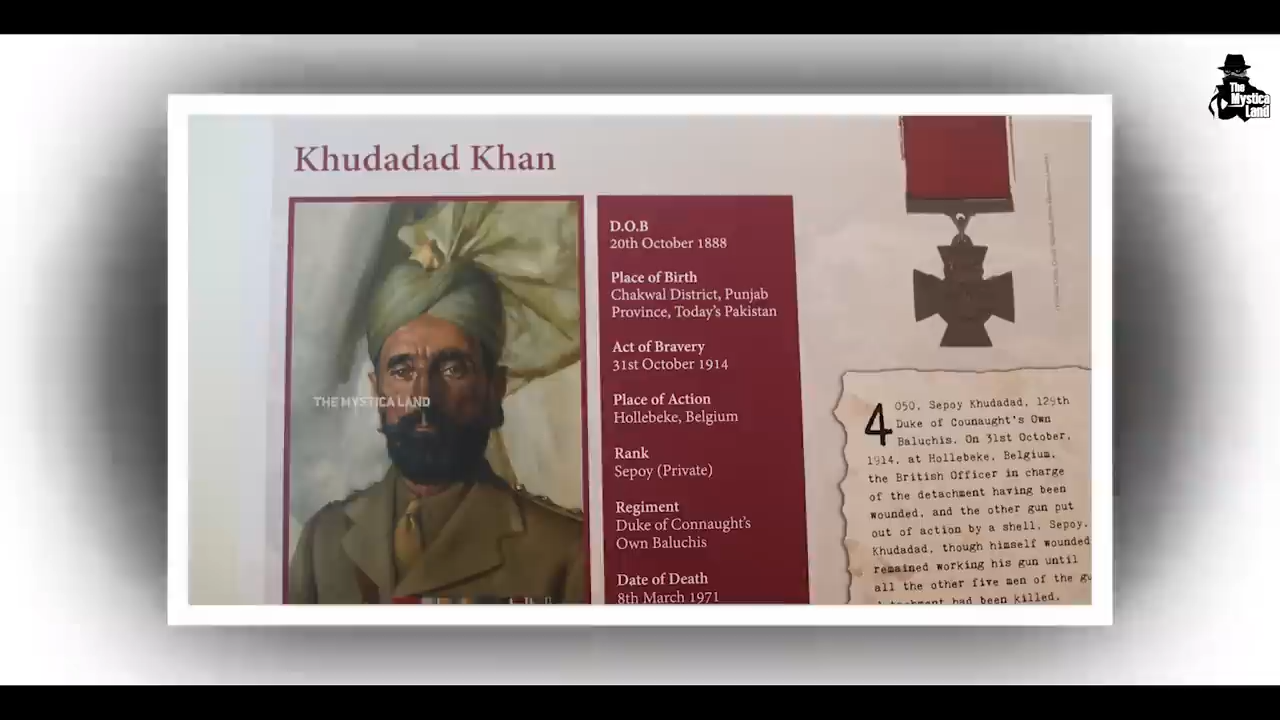 The
Mystica
Land
Khudadad Khan
D.O.B
20th October 1888
Place of Birth
Chakwal District, Punjab
Province, Today's Pakistan
Act of Bravery
31st October 1914
Place of Action
Hollebeke, Belgium
Rank
Sepoy (Private)
Regiment
Duke of Connaught's
Own Baluchis
Date of Death
8th March 1971
THE MYSTICA LAND
4050, Sepoy Khudadad, 129th
Duke of Counaught's Own
Baluchis. On 31st October,
1914, at Hollebeke, Belgium,
the British Officer in charge
of the detachment having been
wounded, and the other gun put
out of action by a shell, Sepoy.
Khudadad, though himself wounded
remained working his gun until
all the other five men of the gu
had been killed.